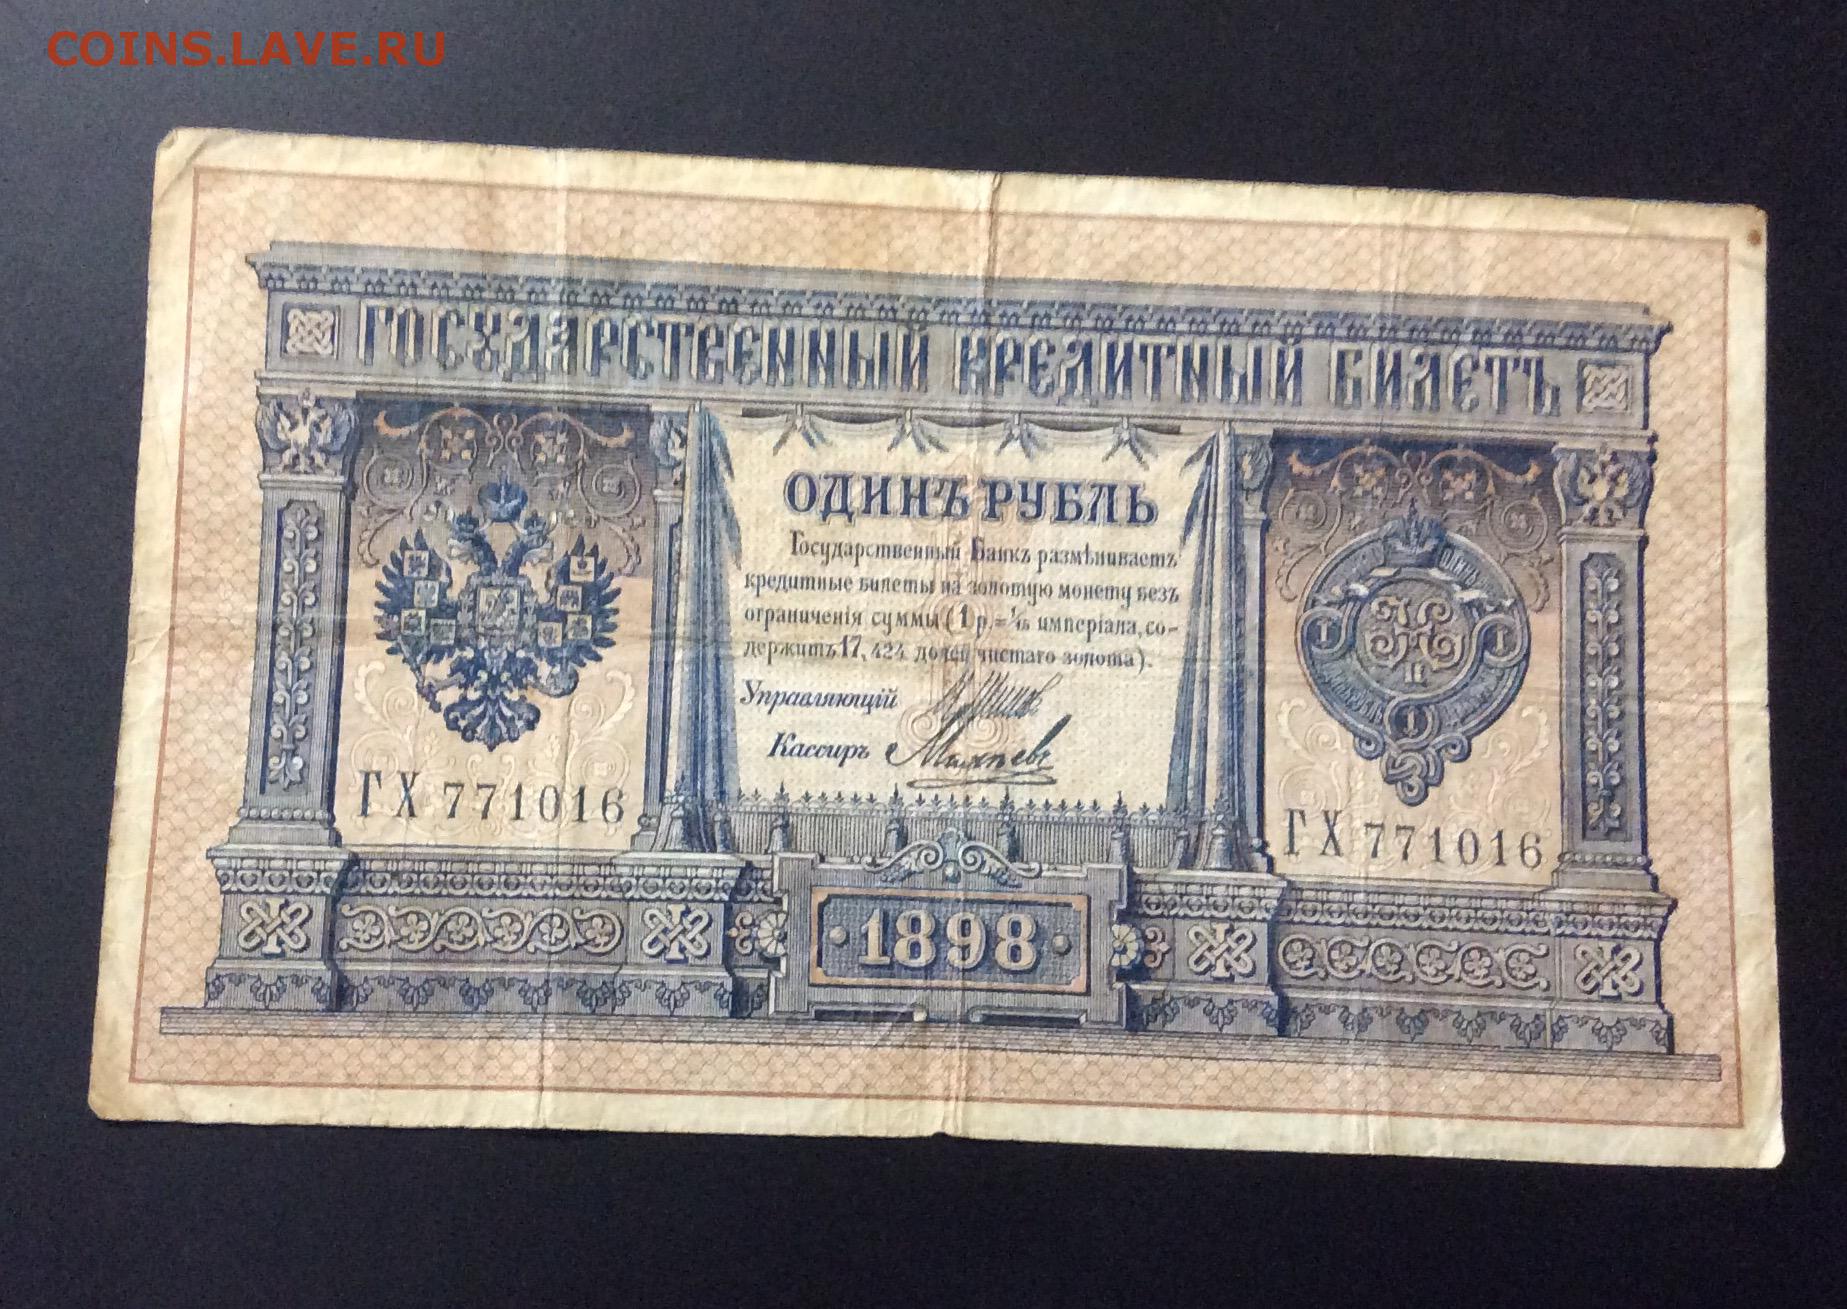 COINS.LAVE.RU
ГОСУДАРСТВЕННЫЙ КРЕДИТНЫЙ БИЛЕТЪ
ОДИНЪ РУБЛЬ
Государственный Банкъ размѣниваетъ
кредитные билеты на золотую монету безъ
ограниченія суммы (1 р.= 1/15 имперіала, со-
держитъ 17,424 долей чистаго золота).
Управляющій
Кассиръ
ГХ 771016
ГХ 771016
1898